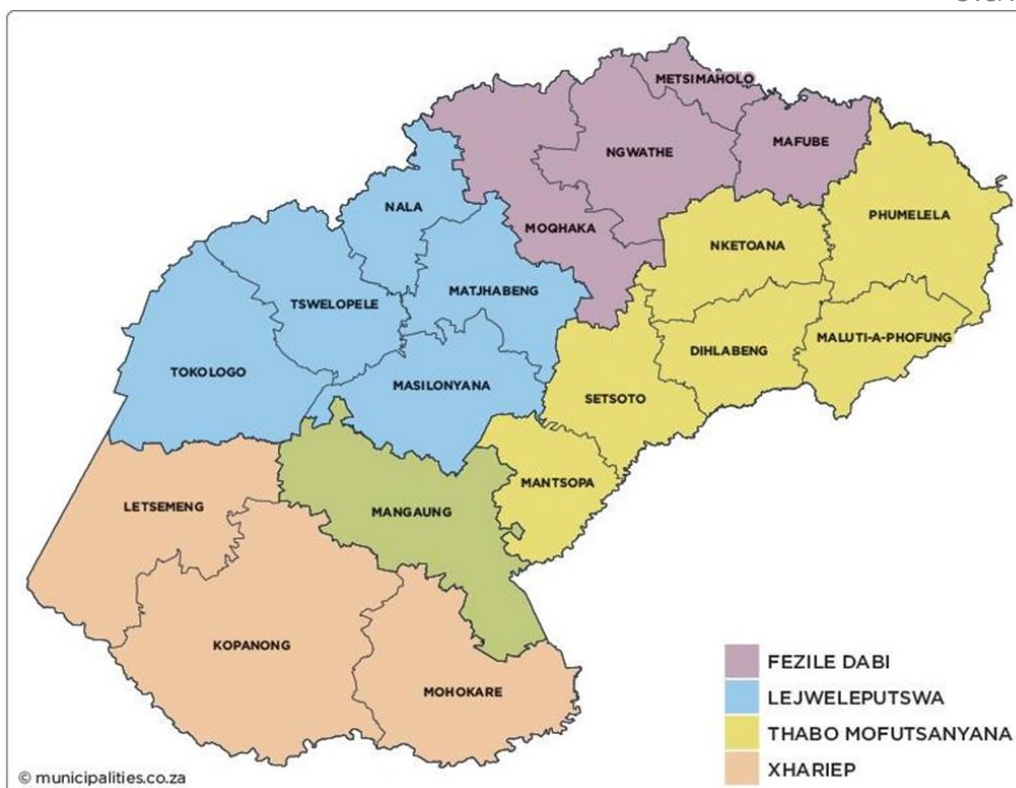 METSIMAHOLO
MAFUBE
NGWATHE
NALA
PHUMELELA
MOQHAKA
NKETOANA
MATJHABENG
TSWELOPELE
MALUTI-A-PHOFUNG
DIHLABENG
TOKOLOGO
MASILONYANA
SETSOTO
MANTSOPA
LETSEMENG
MANGAUNG
KOPANONG
MOHOKARE
FEZILE DABI
LEJWELEPUTSWA
THABO MOFUTSANYANA
XHARIEP
© municipalities.co.za